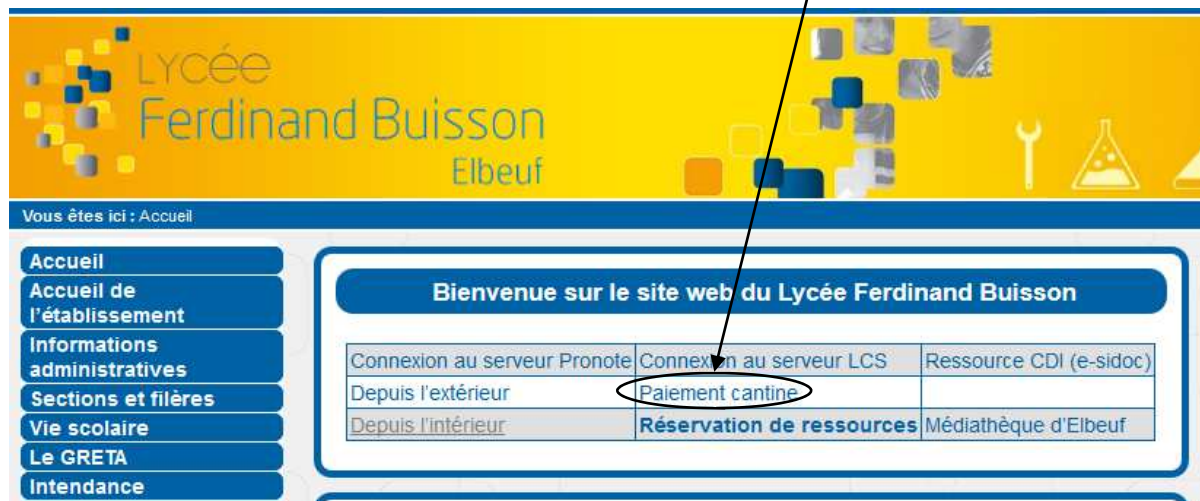 LYCée
Ferdinand Buisson
Elbeuf
Vous êtes ici : Accueil
Accueil
Accueil de
l'établissement
Informations
administratives
Sections et filères
Vie scolaire
Le GRETA
Intendance
Bienvenue sur le site web du Lycée Ferdinand Buisson
Connexion au serveur Pronote Connexion au serveur LCS Ressource CDI (e-sidoc)
Depuis l'extérieur Paiement cantine
Depuis l'intérieur Réservation de ressources Médiathèque d'Elbeuf